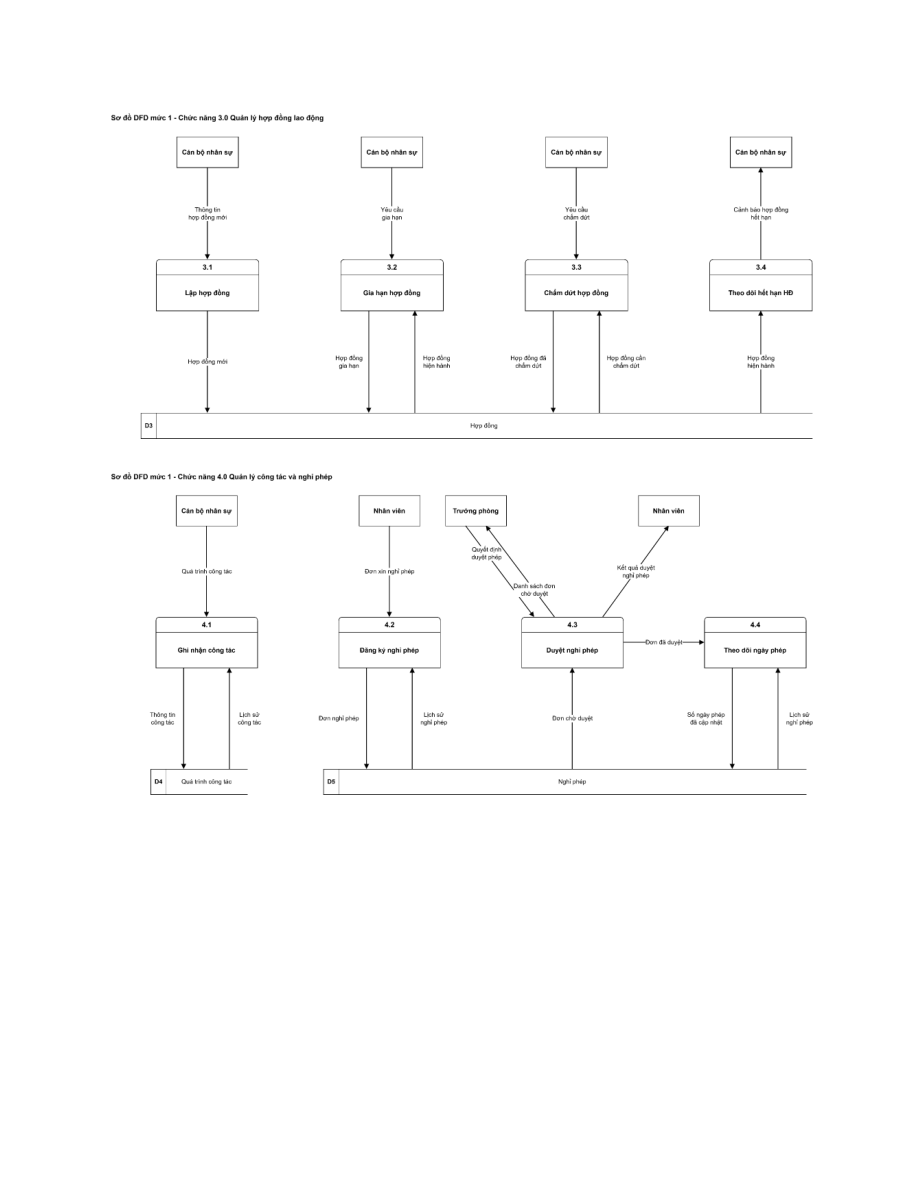 Sơ đồ DFD mức 1 - Chức năng 3.0 Quản lý hợp đồng lao động
Cán bộ nhân sự
Cán bộ nhân sự
Cán bộ nhân sự
Cán bộ nhân sự
Thông tin
hợp đồng mới
Yêu cầu
gia hạn
Yêu cầu
chấm dứt
Cảnh báo hợp đồng
hết hạn
3.1
Lập hợp đồng
3.2
Gia hạn hợp đồng
3.3
Chấm dứt hợp đồng
3.4
Theo dõi hết hạn HĐ
Hợp đồng mới
Hợp đồng
gia hạn
Hợp đồng
hiện hành
Hợp đồng đã
chấm dứt
Hợp đồng cần
chấm dứt
Hợp đồng
hiện hành
D3
Hợp đồng
Sơ đồ DFD mức 1 - Chức năng 4.0 Quản lý công tác và nghỉ phép
Cán bộ nhân sự
Nhân viên
Trưởng phòng
Nhân viên
Quyết định
duyệt phép
Quá trình công tác
Đơn xin nghỉ phép
Kết quả duyệt
nghỉ phép
Danh sách đơn
chờ duyệt
4.1
Ghi nhận công tác
4.2
Đăng ký nghỉ phép
4.3
Duyệt nghỉ phép
Đơn đã duyệt
4.4
Theo dõi ngày phép
Thông tin
công tác
Lịch sử
công tác
Đơn nghỉ phép
Lịch sử
nghỉ phép
Đơn chờ duyệt
Số ngày phép
đã cập nhật
Lịch sử
nghỉ phép
D4
Quá trình công tác
D5
Nghỉ phép